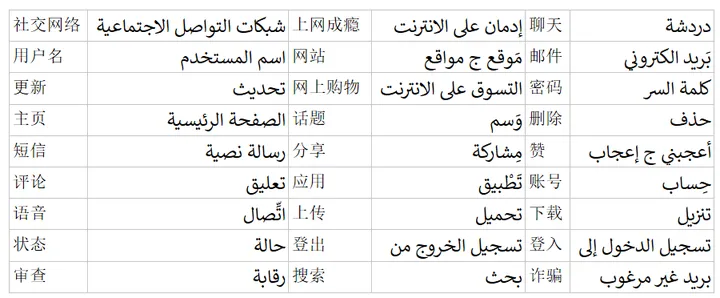 社交网络 شبكات التواصل الاجتماعية 上网成瘾 إدمان على الانترنت 聊天 دردشة
用户名 اسم المستخدم 网站 مَوقع ج مواقع 邮件 بَريد الكتروني
更新 تحديث 网上购物 التسوق على الانترنت 密码 كلمة السر
主页 الصفحة الرئيسية 话题 وَسم 删除 حذف
短信 رسالة نصية 分享 مِشاركة 赞 أعجبني ج إعجاب
评论 تعليق 应用 تَطْبيق 账号 حِساب
语音 اتِّصال 上传 تحميل 下载 تنزيل
状态 حالة 登出 تسجيل الخروج من 登入 تسجيل الدخول إلى
审查 رقابة 搜索 بحث 诈骗 بريد غير مرغوب